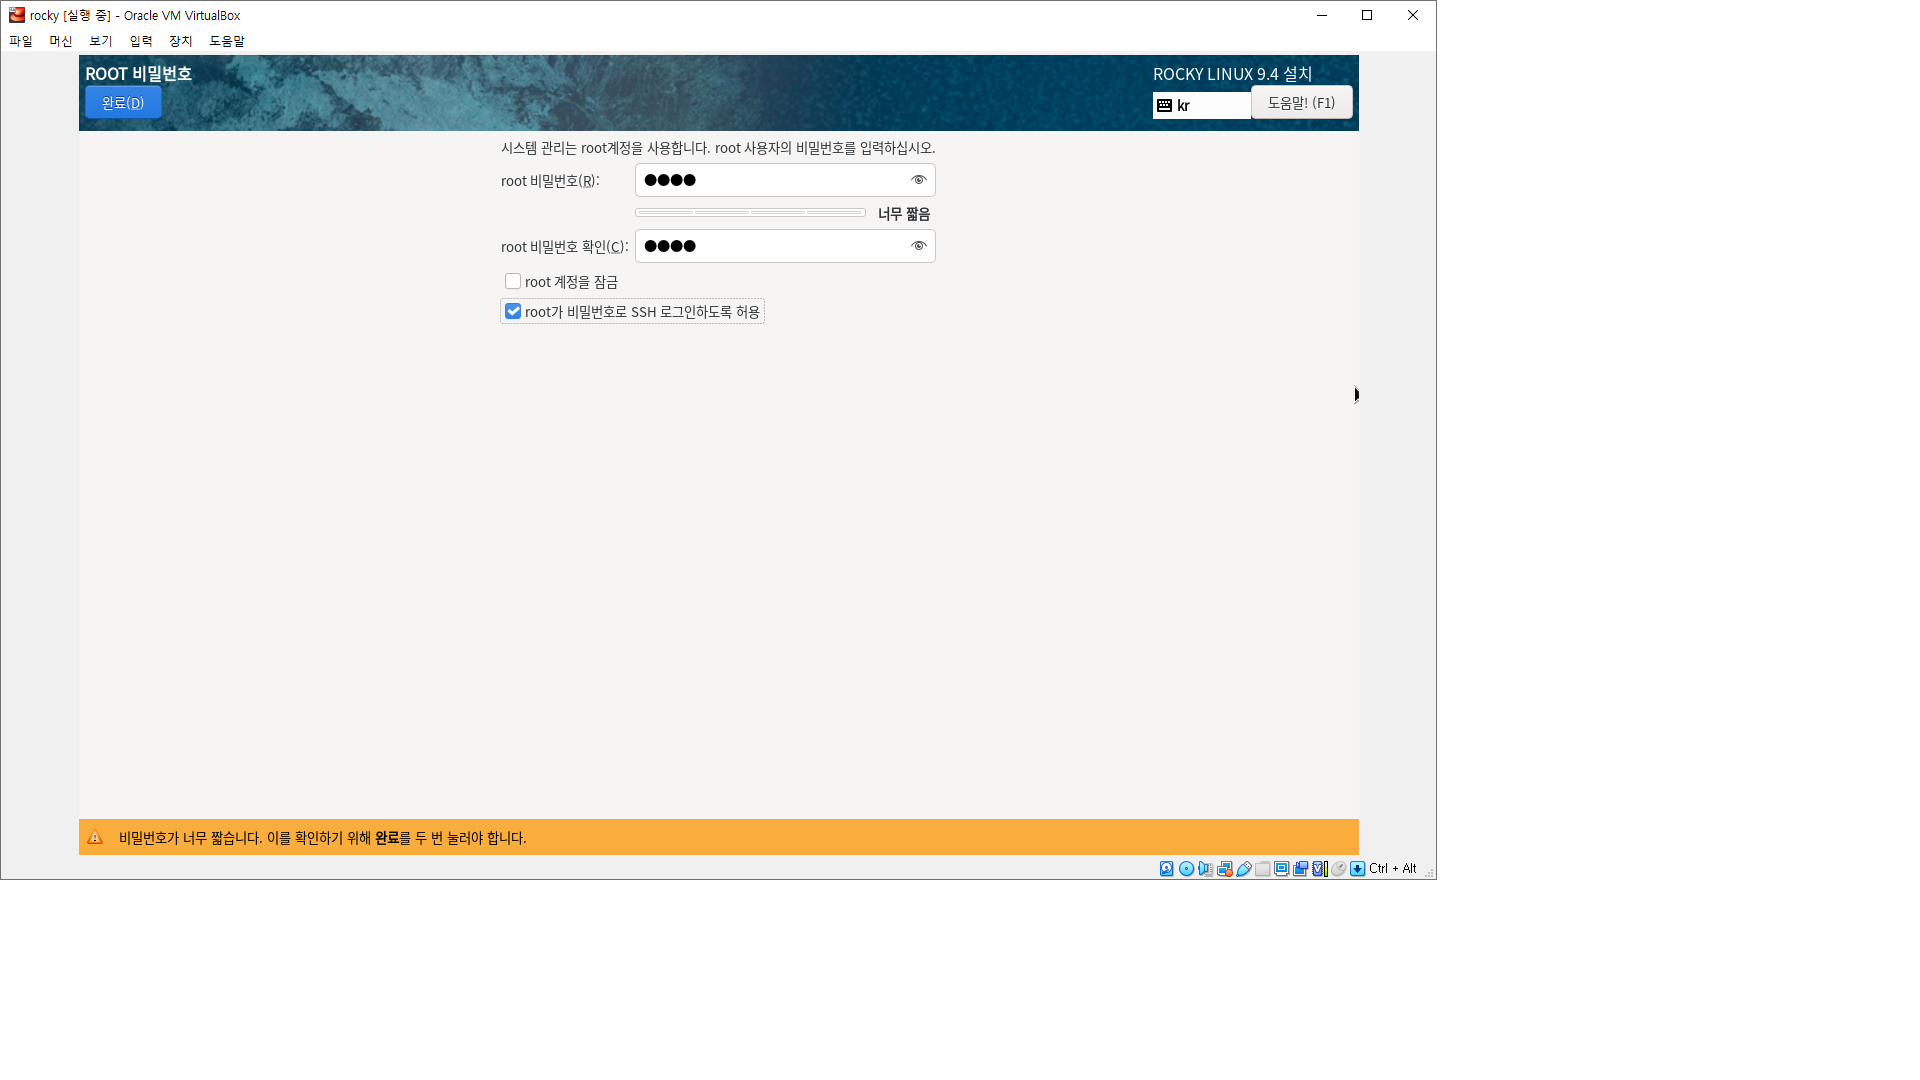 rocky [실행 중] - Oracle VM VirtualBox
파일 머신 보기 입력 장치 도움말
ROOT 비밀번호
ROCKY LINUX 9.4 설치
완료(D)
kr
도움말! (F1)
시스템 관리는 root계정을 사용합니다. root 사용자의 비밀번호를 입력하십시오.
root 비밀번호(R): ●●●●
너무 짧음
root 비밀번호 확인(C): ●●●●
root 계정을 잠금
root가 비밀번호로 SSH 로그인하도록 허용
비밀번호가 너무 짧습니다. 이를 확인하기 위해 완료를 두 번 눌러야 합니다.
Ctrl + Alt